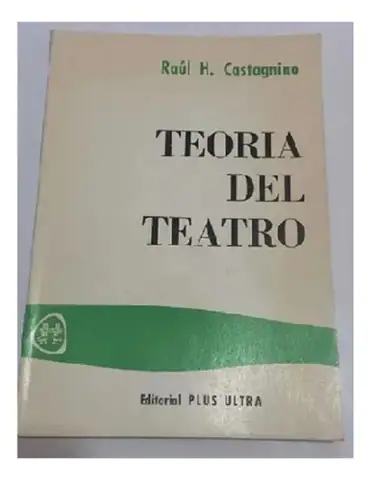 Raúl H. Castagnino
TEORIA
DEL
TEATRO
Editorial PLUS ULTRA